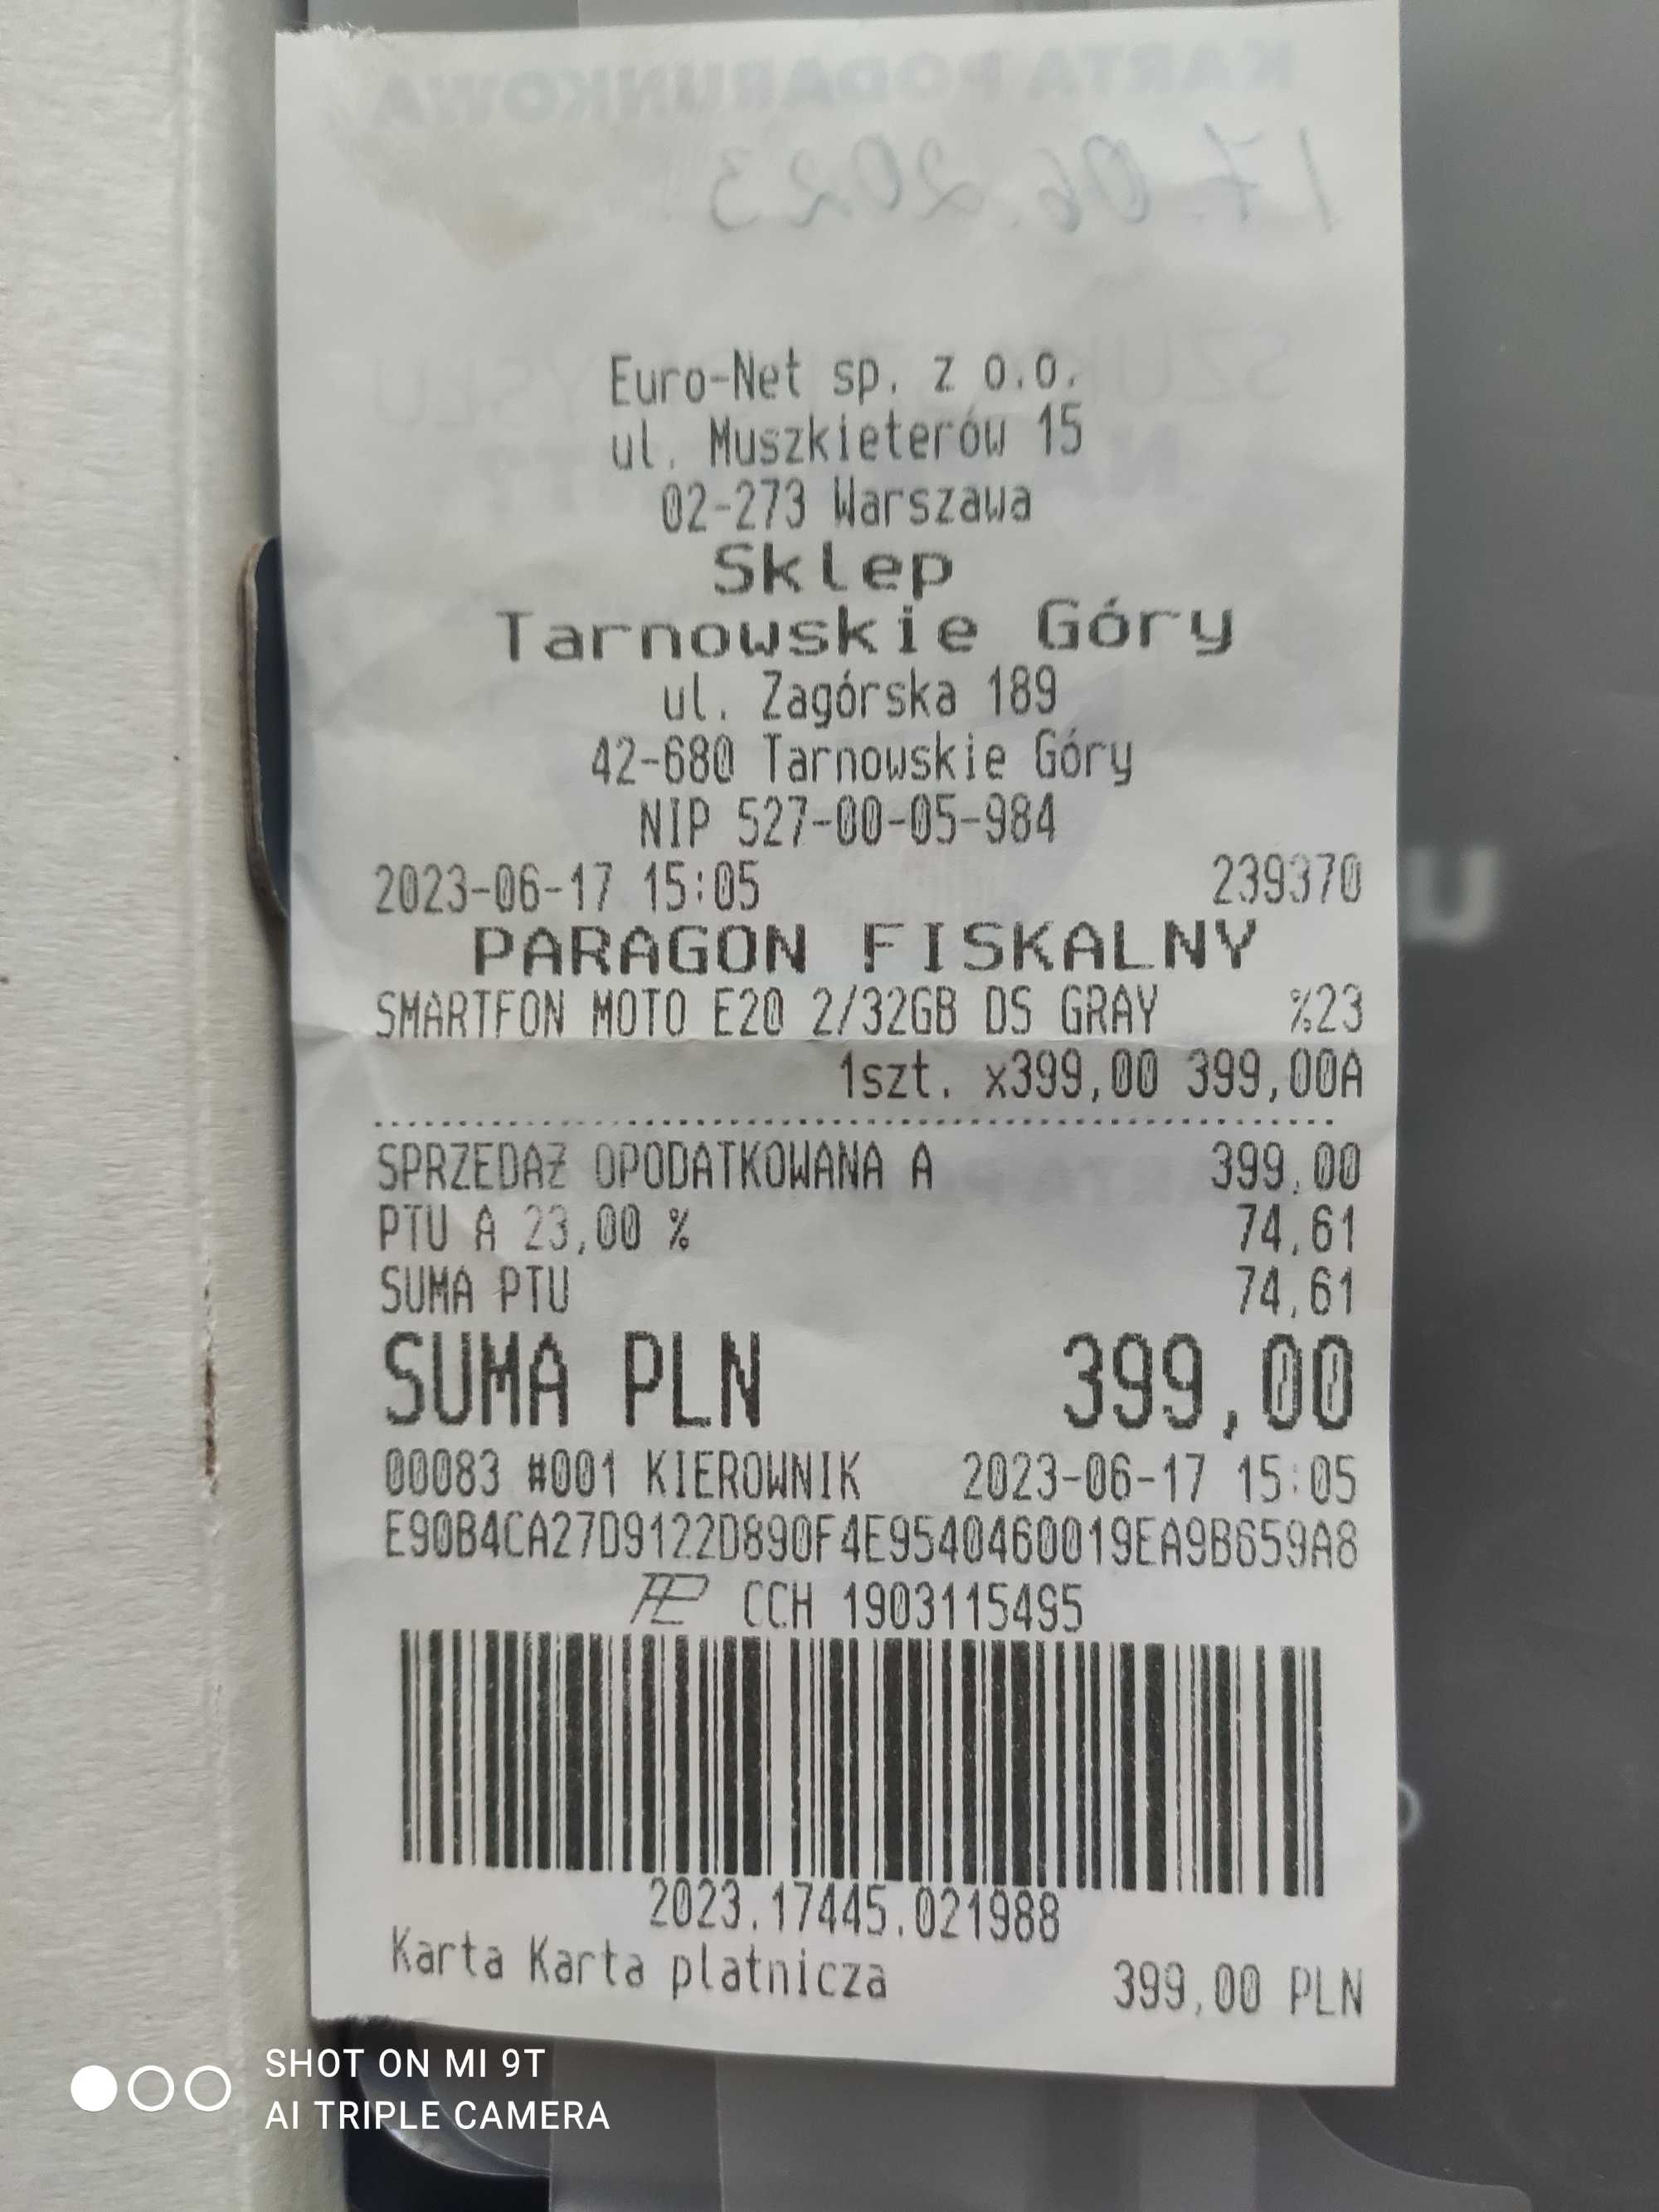 KARTA PODARUNKOWA
17.06.2023
Euro-Net sp. z o.o.
ul. Muszkieterów 15
02-273 Warszawa
Sklep
Tarnowskie Góry
ul. Zagórska 189
42-680 Tarnowskie Góry
NIP 527-00-05-984
2023-06-17 15:05 239370
PARAGON FISKALNY
SMARTFON MOTO E20 2/32GB DS GRAY %23
1szt. x399,00 399,00A
SPRZEDAŻ OPODATKOWANA A 399,00
PTU A 23,00 % 74,61
SUMA PTU 74,61
SUMA PLN 399,00
00083 #001 KIEROWNIK 2023-06-17 15:05
E90B4CA27D9122D890F4E9540460019EA9B659A8
CCH 1903115495
2023.17445.021988
Karta Karta płatnicza 399,00 PLN
SHOT ON MI 9T
AI TRIPLE CAMERA